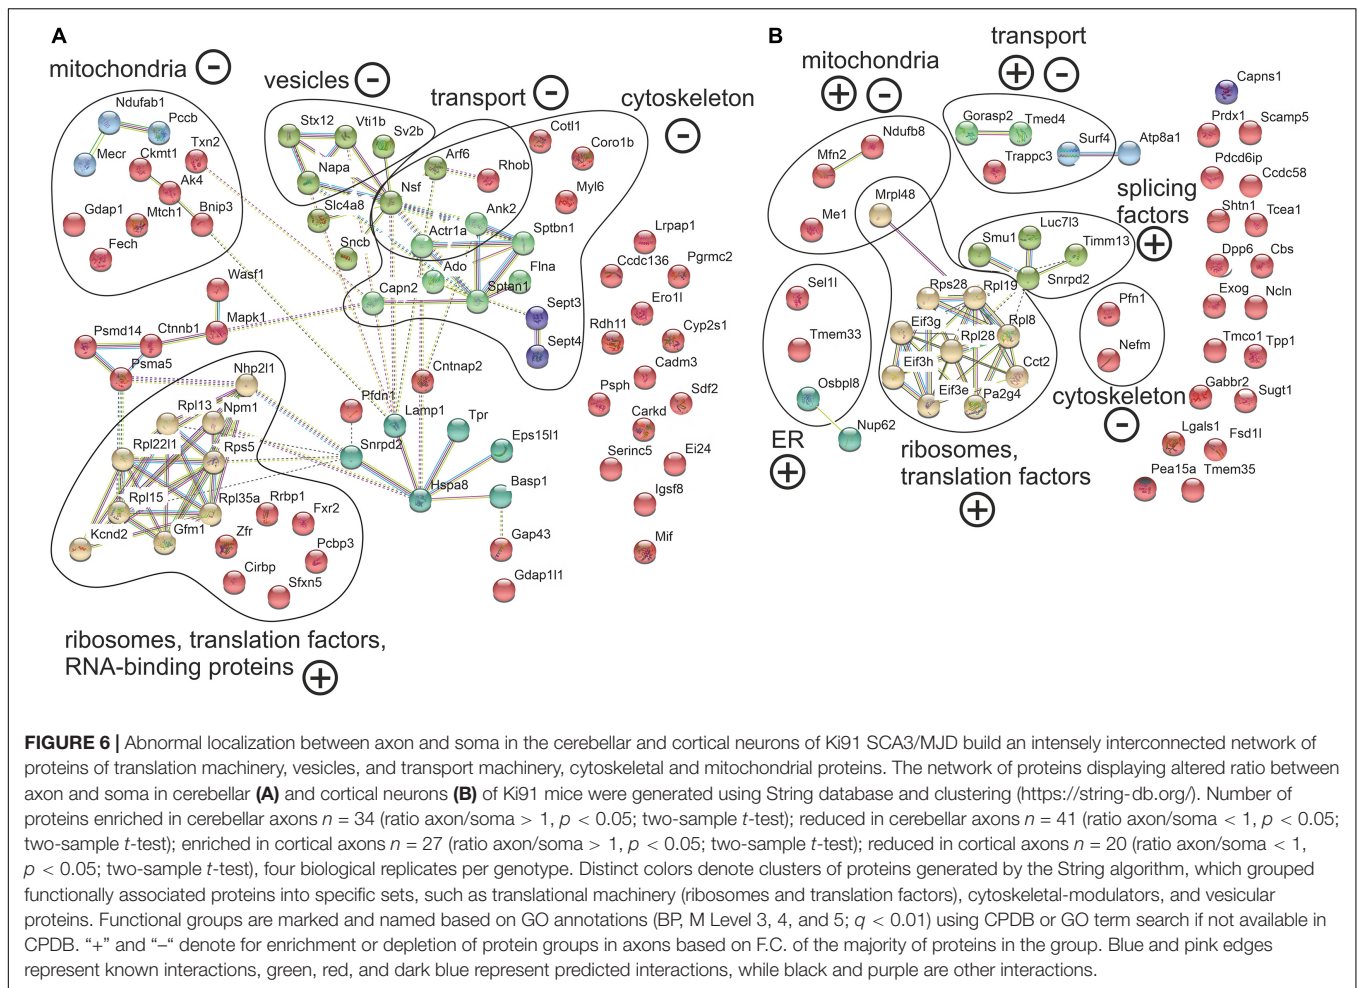 A
mitochondria −
Ndufab1
Pccb
Mecr
Ckmt1
Txn2
Ak4
Gdap1
Mtch1
Bnip3
Fech
vesicles −
Stx12
Vti1b
Sv2b
Napa
Nsf
Slc4a8
Sncb
transport −
Arf6
Rhob
Ank2
Actr1a
Sptbn1
Ado
Flna
Capn2
Sptan1
Sept3
Sept4
cytoskeleton
−
Cotl1
Coro1b
Myl6
Wasf1
Mapk1
Psmd14
Ctnnb1
Psma5
Nhp2l1
Rpl13
Npm1
Rpl22l1
Rps5
Rpl15
Rpl35a
Rrbp1
Kcnd2
Gfm1
Zfr
Fxr2
Pcbp3
Cirbp
Sfxn5
Pfdn1
Snrpd2
Cntnap2
Lamp1
Tpr
Eps15l1
Hspa8
Basp1
Gap43
Gdap1l1
Lrpap1
Ccdc136
Pgrmc2
Ero1l
Rdh11
Cyp2s1
Cadm3
Psph
Sdf2
Carkd
Serinc5
Ei24
Igsf8
Mif
ribosomes, translation factors,
RNA-binding proteins +
B
mitochondria
+ −
Ndufb8
Mfn2
Mrpl48
Me1
transport
+ −
Gorasp2
Tmed4
Surf4
Atp8a1
Trappc3
splicing
factors
+
Luc7l3
Smu1
Timm13
Snrpd2
Sel1l
Tmem33
Osbpl8
Nup62
ER
+
Rps28
Rpl19
Eif3g
Rpl8
Rpl28
Eif3h
Cct2
Eif3e
Pa2g4
ribosomes,
translation factors
+
Pfn1
Nefm
cytoskeleton
−
Capns1
Prdx1
Scamp5
Pdcd6ip
Ccdc58
Shtn1
Tcea1
Dpp6
Cbs
Exog
Ncln
Tmco1
Tpp1
Gabbr2
Sugt1
Lgals1
Fsd1l
Pea15a
Tmem35
FIGURE 6 | Abnormal localization between axon and soma in the cerebellar and cortical neurons of Ki91 SCA3/MJD build an intensely interconnected network of
proteins of translation machinery, vesicles, and transport machinery, cytoskeletal and mitochondrial proteins. The network of proteins displaying altered ratio between
axon and soma in cerebellar (A) and cortical neurons (B) of Ki91 mice were generated using String database and clustering (https://string-db.org/). Number of
proteins enriched in cerebellar axons n = 34 (ratio axon/soma > 1, p < 0.05; two-sample t-test); reduced in cerebellar axons n = 41 (ratio axon/soma < 1, p < 0.05;
two-sample t-test); enriched in cortical axons n = 27 (ratio axon/soma > 1, p < 0.05; two-sample t-test); reduced in cortical axons n = 20 (ratio axon/soma < 1,
p < 0.05; two-sample t-test), four biological replicates per genotype. Distinct colors denote clusters of proteins generated by the String algorithm, which grouped
functionally associated proteins into specific sets, such as translational machinery (ribosomes and translation factors), cytoskeletal-modulators, and vesicular
proteins. Functional groups are marked and named based on GO annotations (BP, M Level 3, 4, and 5; q < 0.01) using CPDB or GO term search if not available in
CPDB. “+” and “–“ denote for enrichment or depletion of protein groups in axons based on F.C. of the majority of proteins in the group. Blue and pink edges
represent known interactions, green, red, and dark blue represent predicted interactions, while black and purple are other interactions.